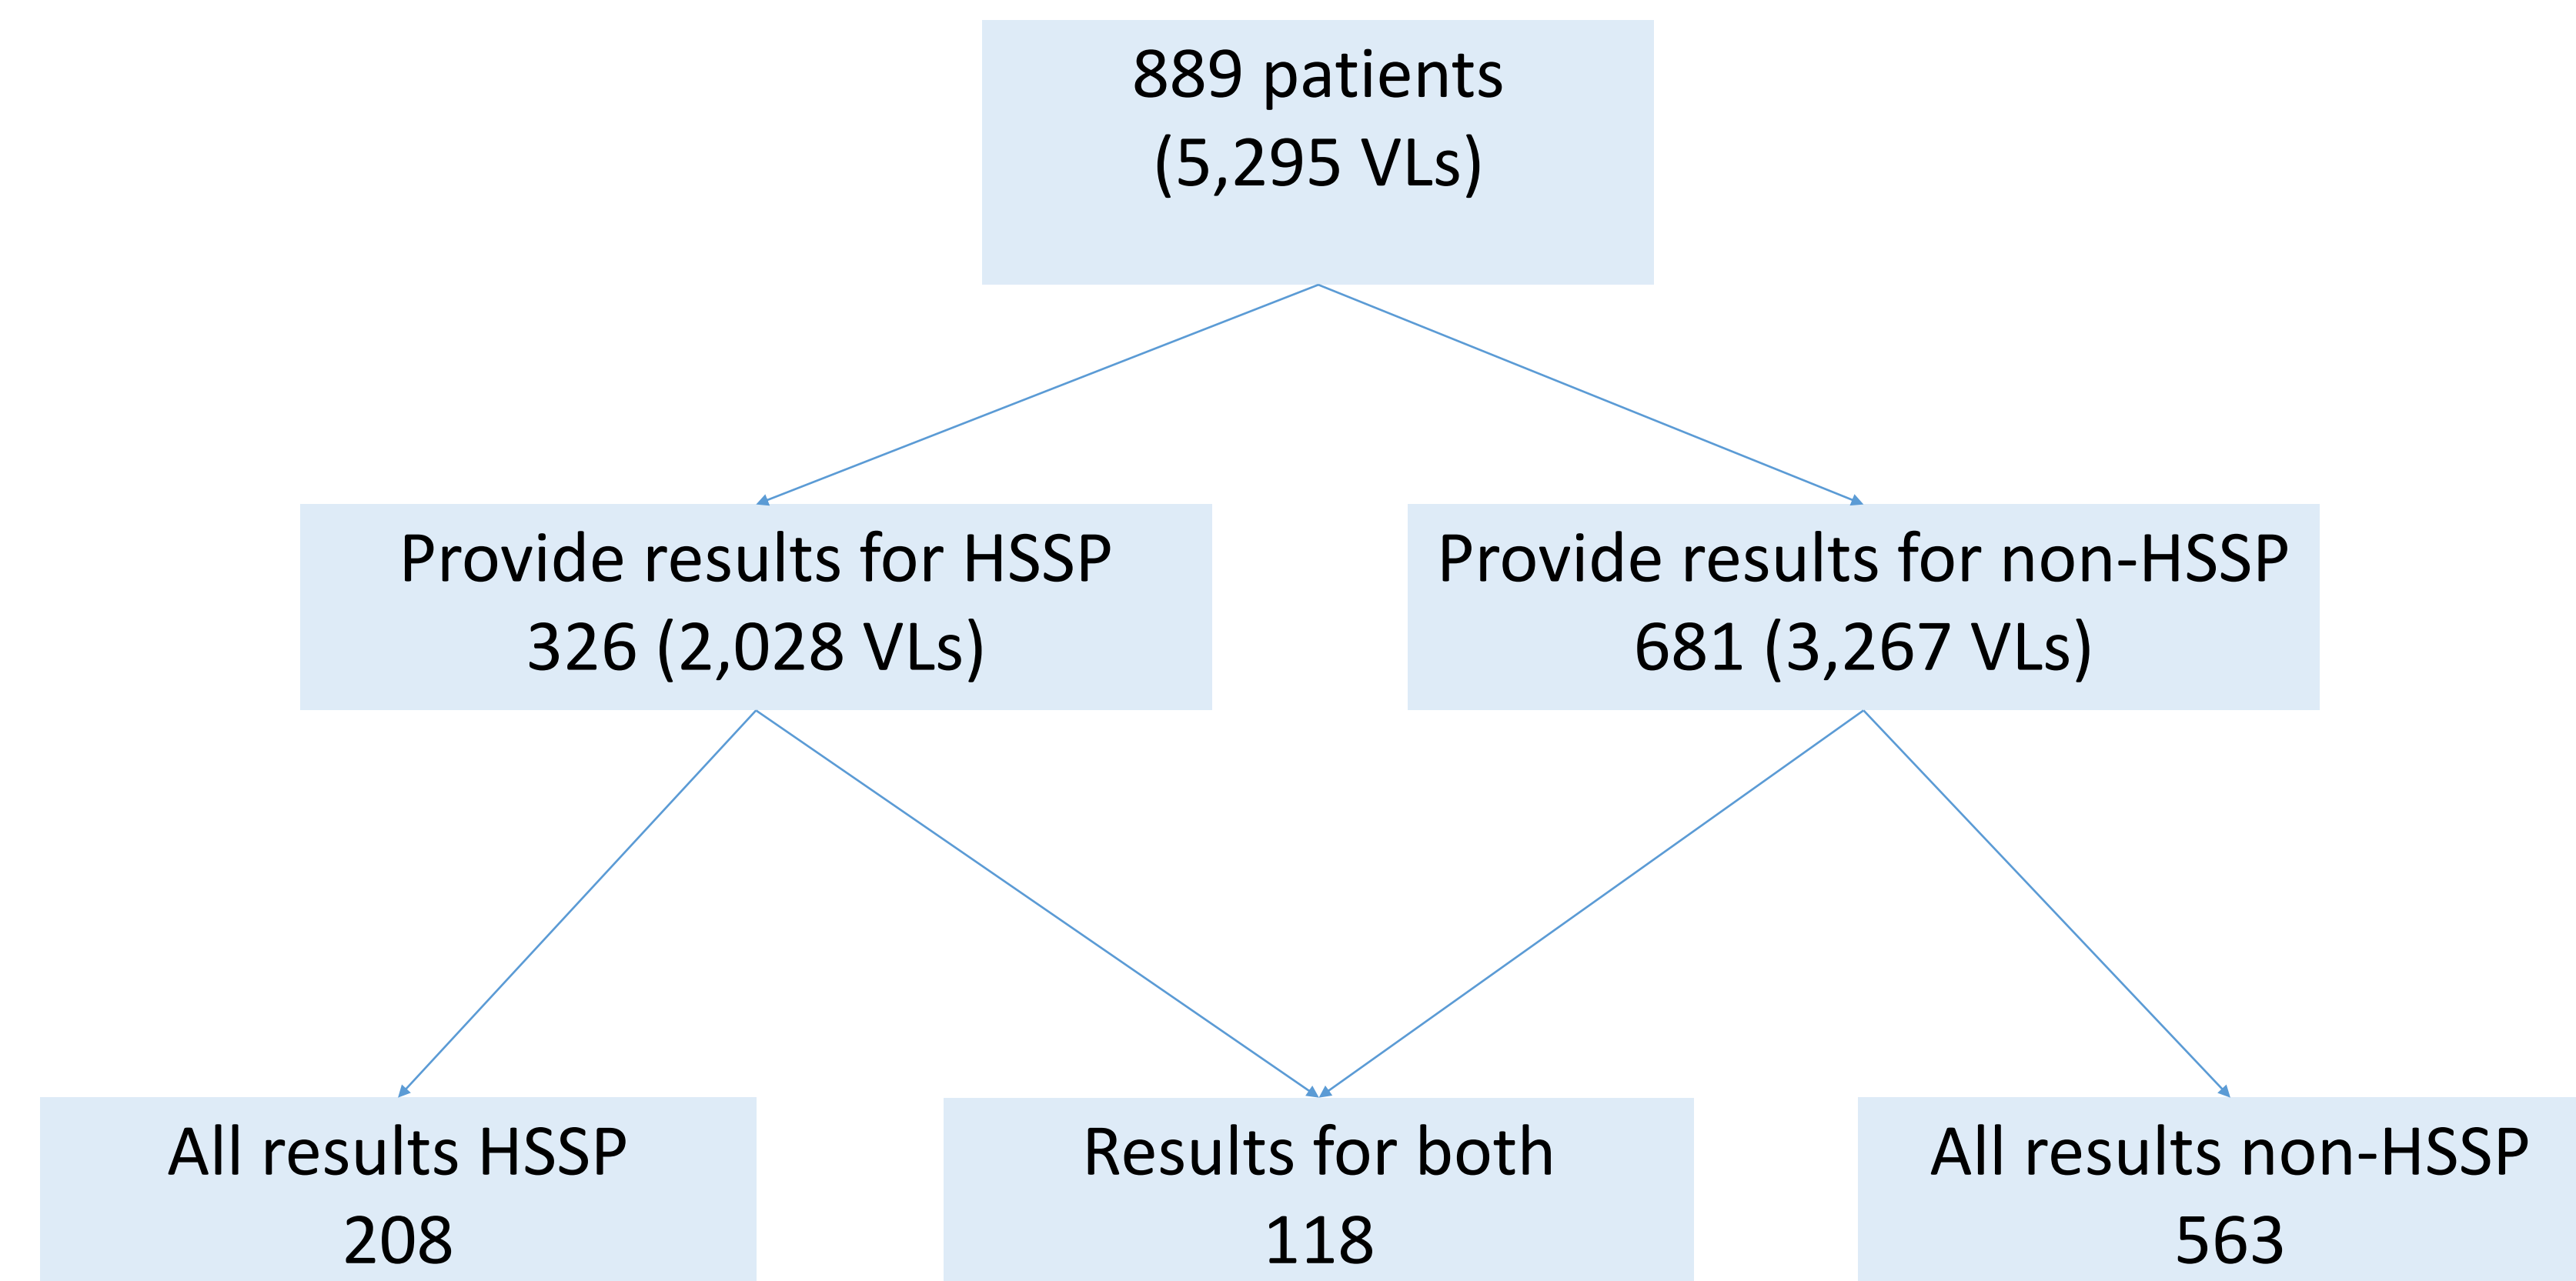 889 patients
(5,295 VLs)
Provide results for HSSP
326 (2,028 VLs)
Provide results for non-HSSP
681 (3,267 VLs)
All results HSSP
208
Results for both
118
All results non-HSSP
563